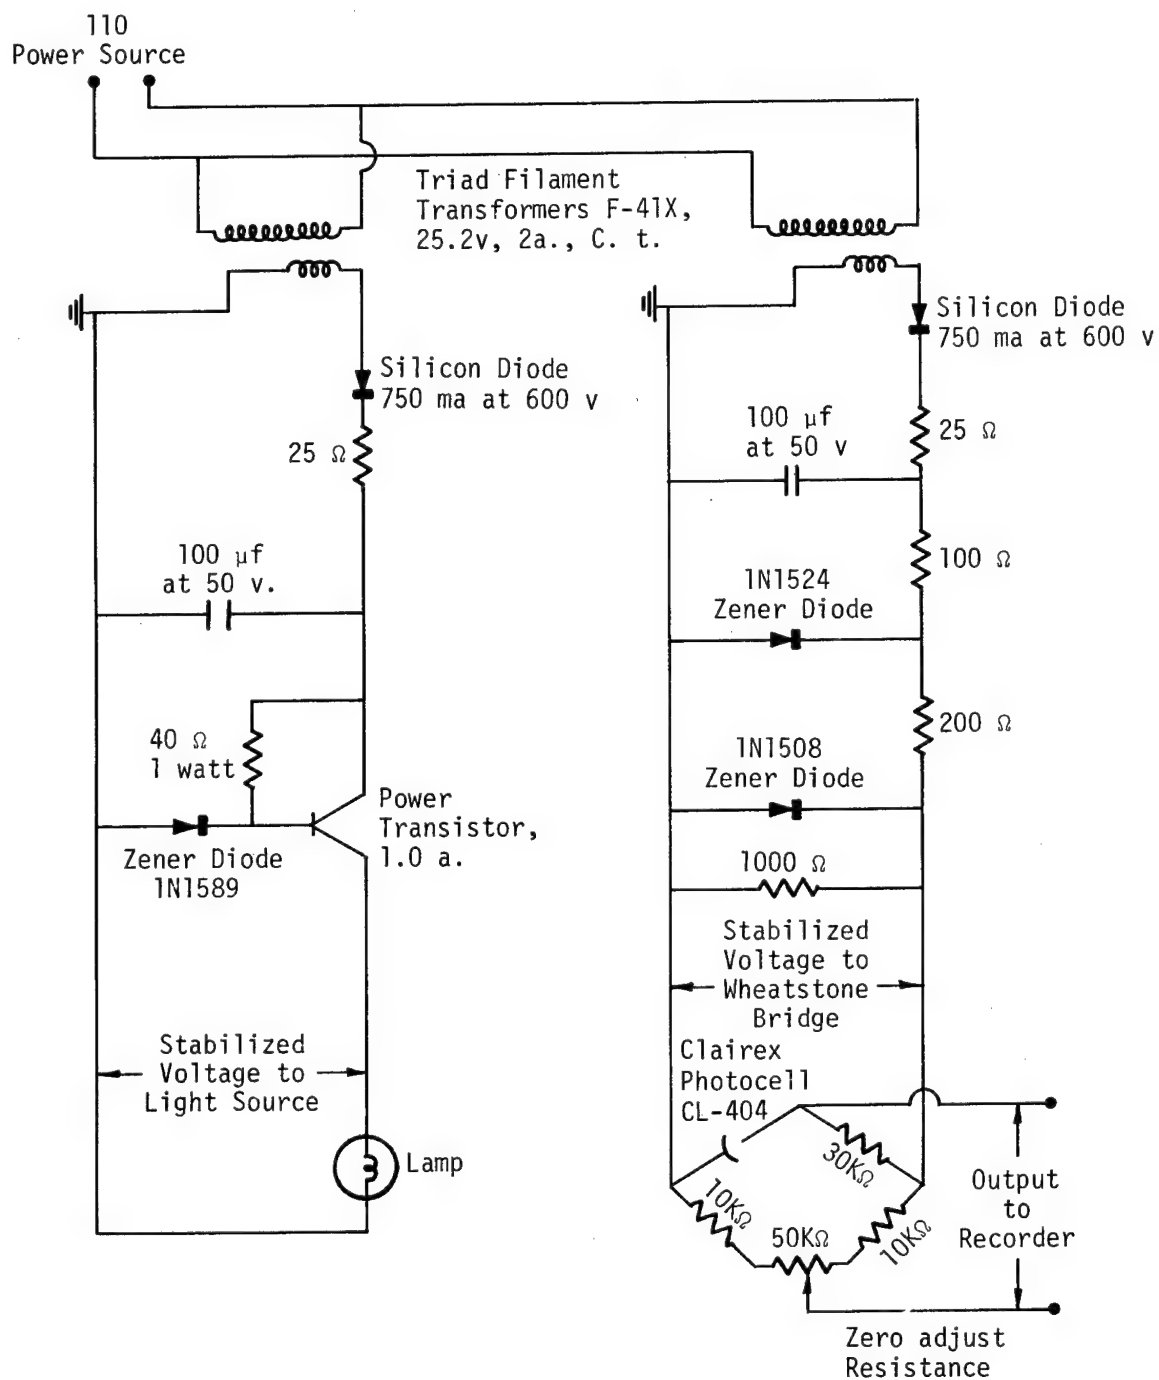 110
Power Source
Triad Filament
Transformers F-41X,
25.2v, 2a., C. t.
Silicon Diode
750 ma at 600 v
25 Ω
100 µf
at 50 v.
40 Ω
1 watt
Power
Transistor,
1.0 a.
Zener Diode
1N1589
Stabilized
Voltage to
Light Source
Lamp
Silicon Diode
750 ma at 600 v
100 µf
at 50 v
25 Ω
100 Ω
1N1524
Zener Diode
200 Ω
1N1508
Zener Diode
1000 Ω
Stabilized
Voltage to
Wheatstone
Bridge
Clairex
Photocell
CL-404
30KΩ
10KΩ
50KΩ
10KΩ
Output
to
Recorder
Zero adjust
Resistance